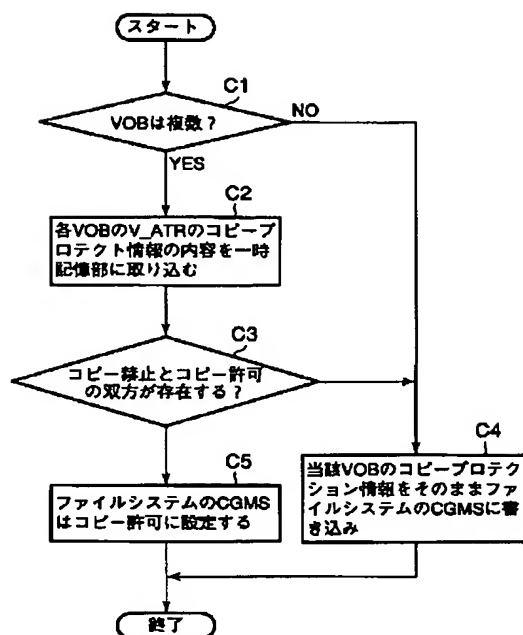 スタート
C1
VOBは複数？
NO
YES
C2
各VOBのV_ATRのコピープ
ロテクト情報の内容を一時
記憶部に取り込む
C3
コピー禁止とコピー許可
の双方が存在する？
C4
当該VOBのコピープロテク
ション情報をそのままファ
イルシステムのCGMSに書
き込み
C5
ファイルシステムのCGMS
はコピー許可に設定する
終了